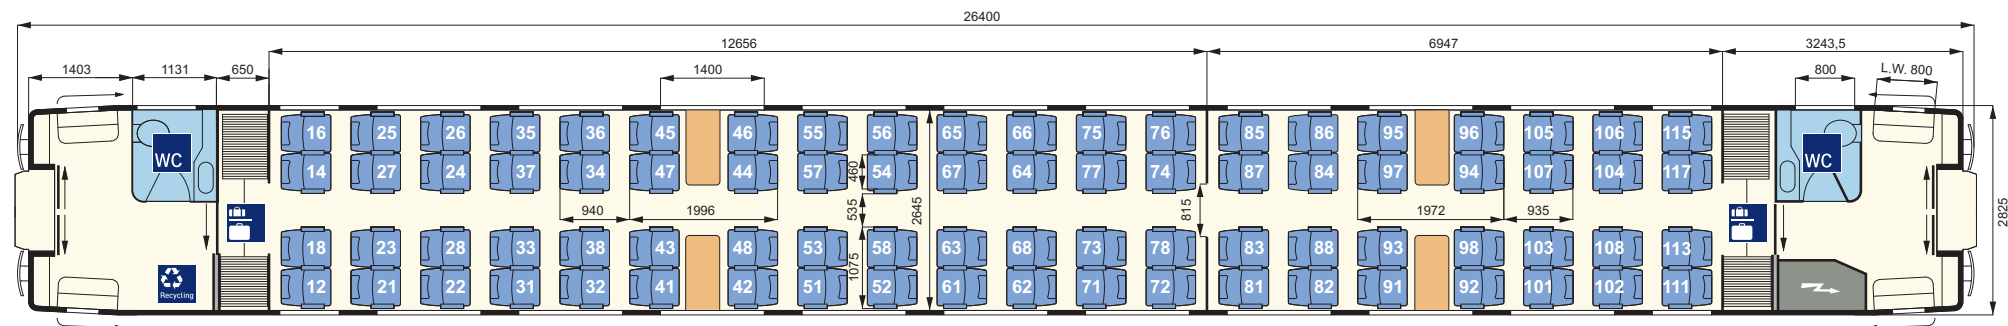 26400
12656 6947 3243,5
1403 1131 650 1400 800 L.W. 800
16 25 26 35 36 45 46 55 56 65 66 75 76 85 86 95 96 105 106 115
WC WC
14 27 24 37 34 47 44 57 460 54 67 64 77 74 87 84 97 94 107 104 117
940 1996 535 2645 815 1972 935 2825
18 23 28 33 38 43 48 53 58 63 68 73 78 83 88 93 98 103 108 113
1075
12 21 22 31 32 41 42 51 52 61 62 71 72 81 82 91 92 101 102 111
Recycling